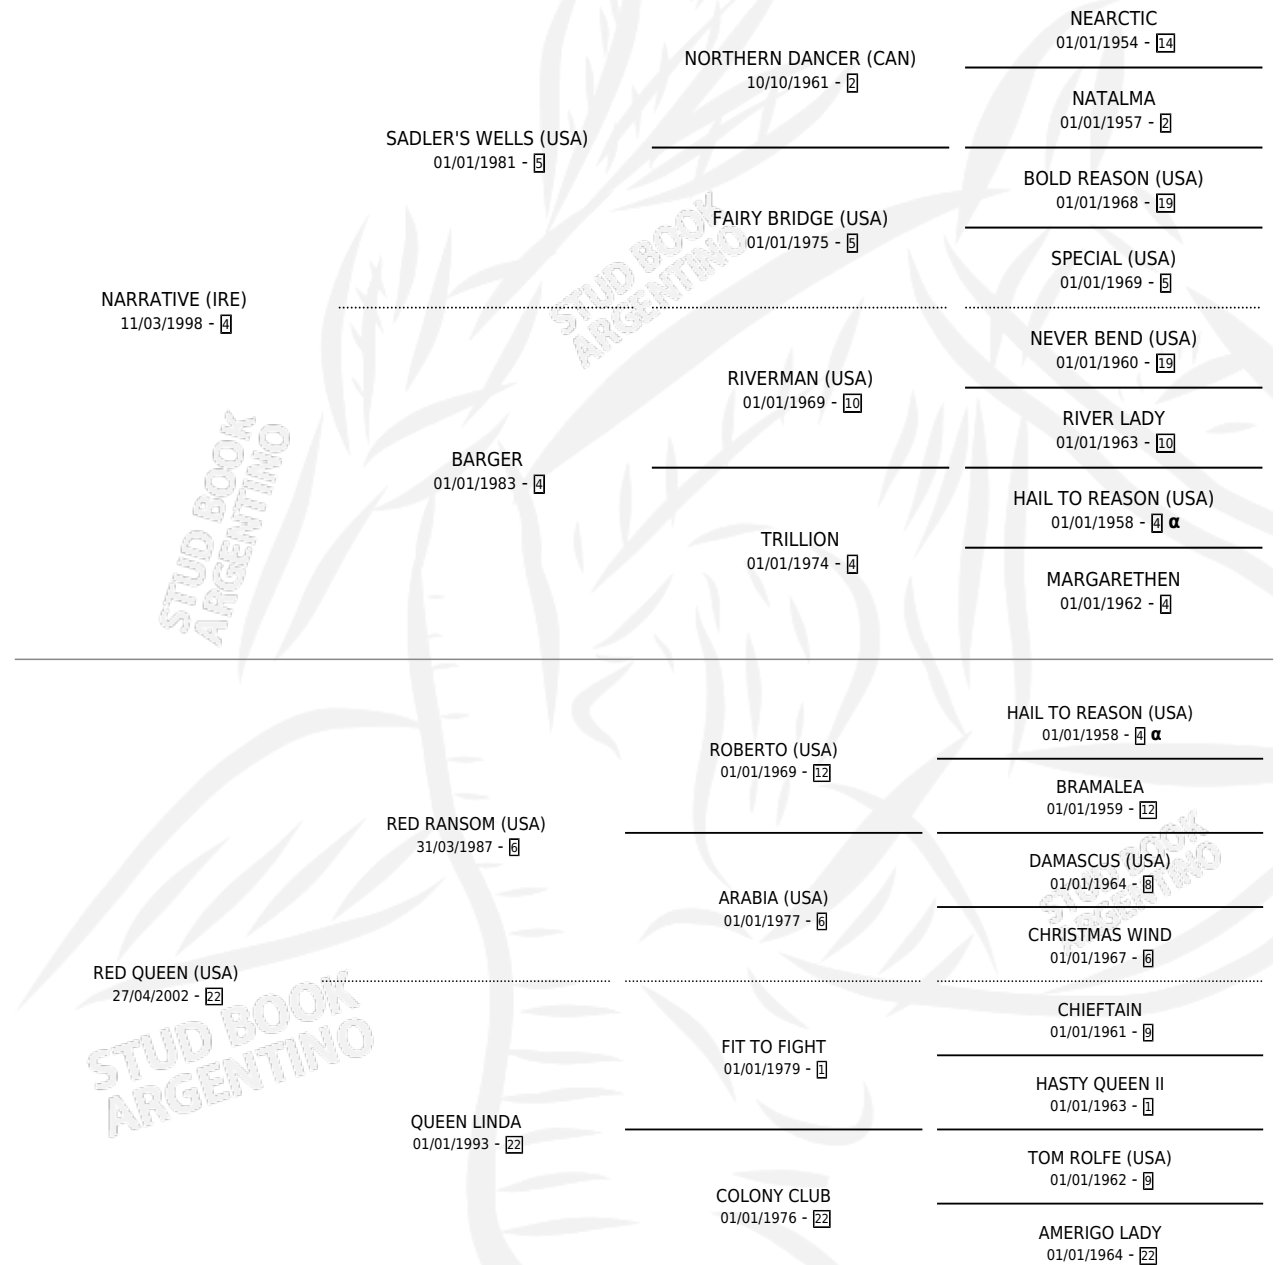 NEARCTIC
01/01/1954 - 14
NORTHERN DANCER (CAN)
10/10/1961 - 2
NATALMA
01/01/1957 - 2
SADLER'S WELLS (USA)
01/01/1981 - 5
BOLD REASON (USA)
01/01/1968 - 19
FAIRY BRIDGE (USA)
01/01/1975 - 5
SPECIAL (USA)
01/01/1969 - 5
STUD BOOK
ARGENTINO
NARRATIVE (IRE)
11/03/1998 - 4
NEVER BEND (USA)
01/01/1960 - 19
RIVERMAN (USA)
01/01/1969 - 10
RIVER LADY
01/01/1963 - 10
BARGER
01/01/1983 - 4
HAIL TO REASON (USA)
01/01/1958 - 4 α
TRILLION
01/01/1974 - 4
MARGARETHEN
01/01/1962 - 4
STUD BOOK
ARGENTINO
HAIL TO REASON (USA)
01/01/1958 - 4 α
ROBERTO (USA)
01/01/1969 - 12
BRAMALEA
01/01/1959 - 12
RED RANSOM (USA)
31/03/1987 - 6
DAMASCUS (USA)
01/01/1964 - 8
ARABIA (USA)
01/01/1977 - 6
STUD BOOK
ARGENTINO
CHRISTMAS WIND
01/01/1967 - 6
RED QUEEN (USA)
27/04/2002 - 22
CHIEFTAIN
01/01/1961 - 9
FIT TO FIGHT
01/01/1979 - 1
HASTY QUEEN II
01/01/1963 - 1
STUD BOOK
ARGENTINO
QUEEN LINDA
01/01/1993 - 22
TOM ROLFE (USA)
01/01/1962 - 9
COLONY CLUB
01/01/1976 - 22
AMERIGO LADY
01/01/1964 - 22